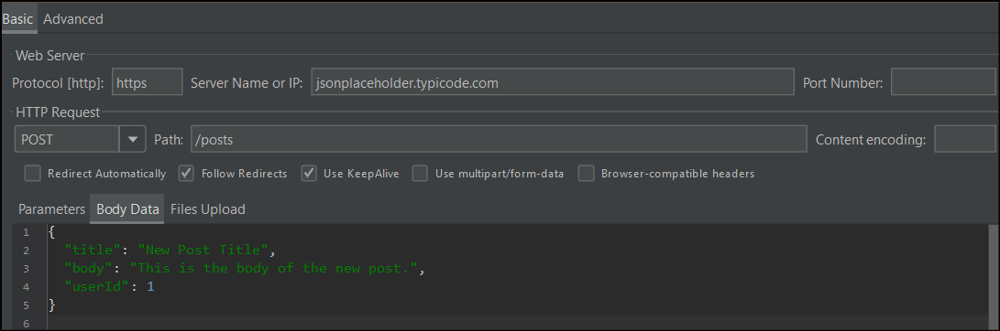 Basic Advanced
Web Server
Protocol [http]: https Server Name or IP: jsonplaceholder.typicode.com Port Number:
HTTP Request
POST Path: /posts Content encoding:
Redirect Automatically Follow Redirects Use KeepAlive Use multipart/form-data Browser-compatible headers
Parameters Body Data Files Upload
1 {
2 "title": "New Post Title",
3 "body": "This is the body of the new post.",
4 "userId": 1
5 }
6